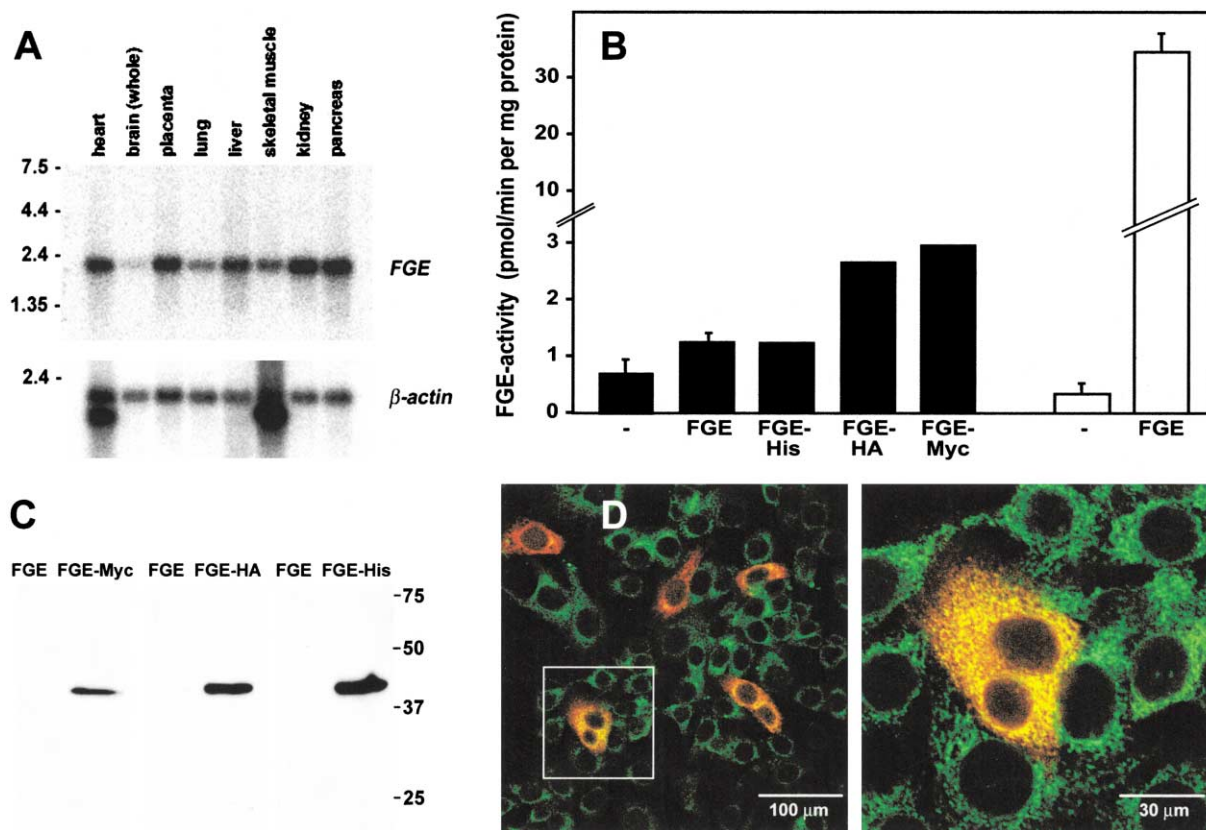 A
heart
brain (whole)
placenta
lung
liver
skeletal muscle
kidney
pancreas
7.5 -
4.4 -
2.4 -
1.35 -
FGE
2.4 -
β-actin
B
FGE-activity (pmol/min per mg protein)
30
20
10
3
2
1
0
-
FGE
FGE-
His
FGE-
HA
FGE-
Myc
-
FGE
C
FGE FGE-Myc FGE FGE-HA FGE FGE-His
-75
-50
-37
-25
D
100 μm
30 μm